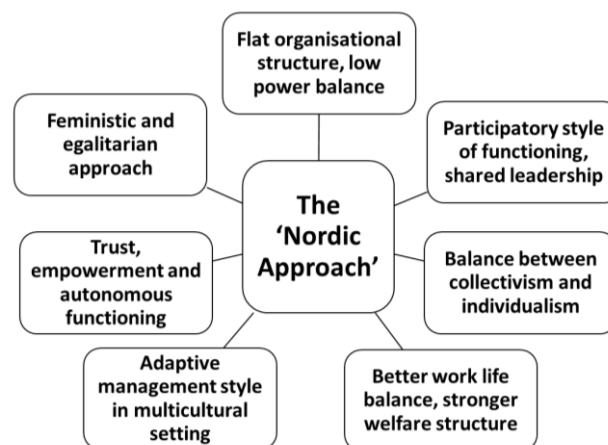 Flat organisational
structure, low
power balance
Feministic and
egalitarian
approach
Participatory style
of functioning,
shared leadership
The
‘Nordic
Approach’
Trust,
empowerment and
autonomous
functioning
Balance between
collectivism and
individualism
Adaptive
management style
in multicultural
setting
Better work life
balance, stronger
welfare structure